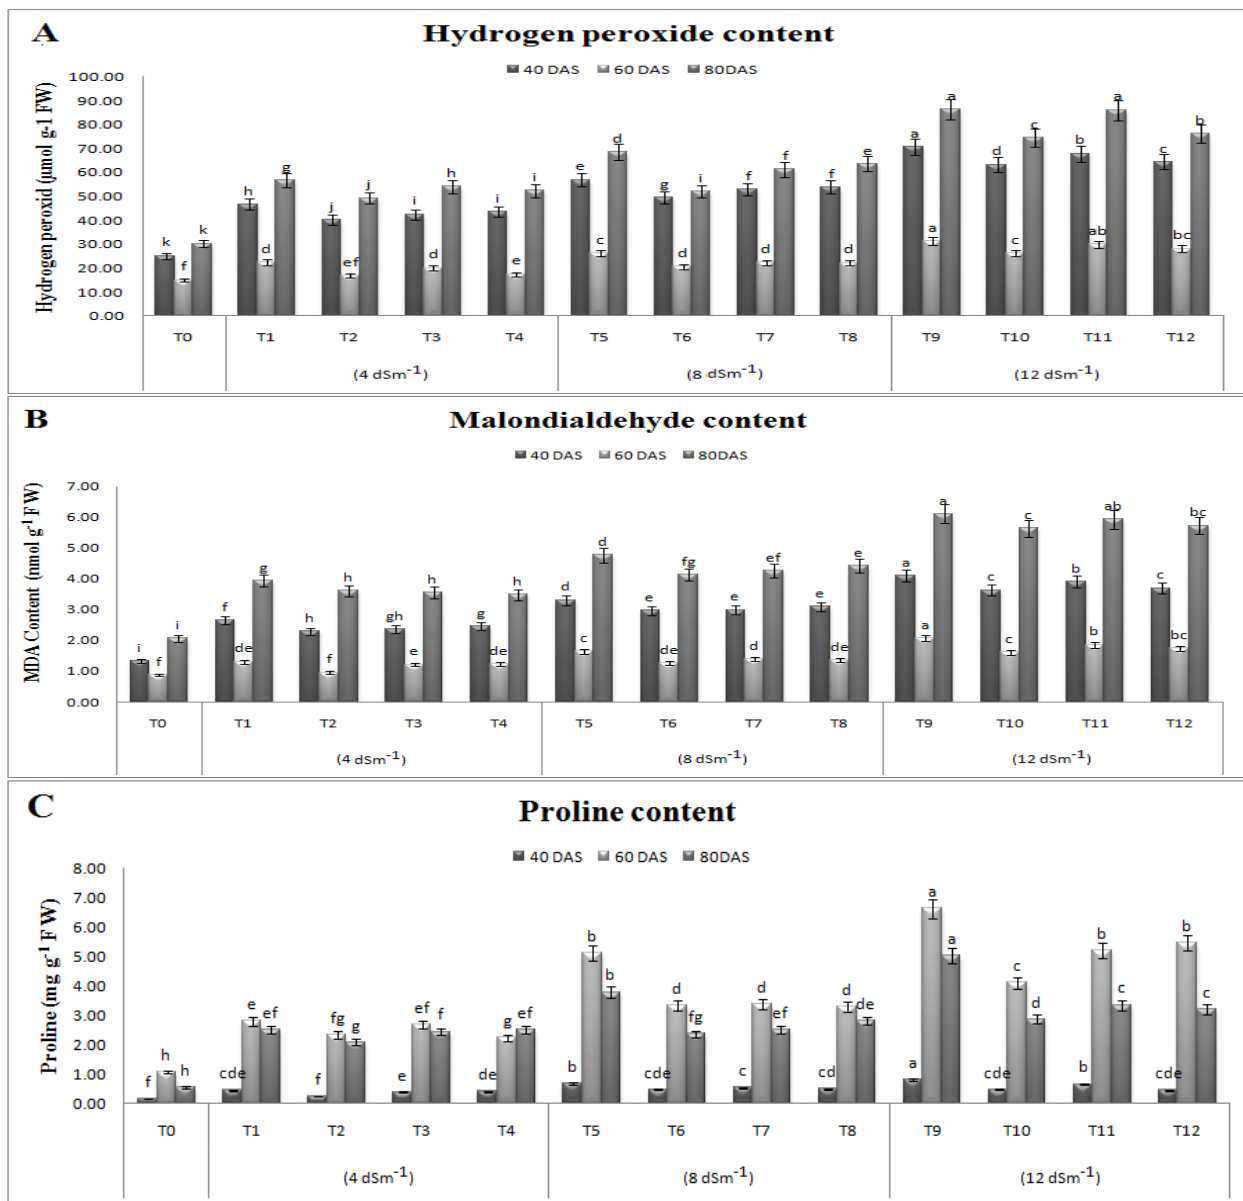 A
Hydrogen peroxide content
40 DAS 60 DAS 80DAS
Hydrogen peroxid (µmol g-1 FW)
100.00
90.00
80.00
70.00
60.00
50.00
40.00
30.00
20.00
10.00
0.00
k f k h d g j ef j i d h i e i e c d g d i f d f f d e a a a d c c b ab a c bc b
T0 T1 T2 T3 T4 T5 T6 T7 T8 T9 T10 T11 T12
(4 dSm⁻¹) (8 dSm⁻¹) (12 dSm⁻¹)
B
Malondialdehyde content
40 DAS 60 DAS 80DAS
MDA Content (nmol g⁻¹ FW)
7.00
6.00
5.00
4.00
3.00
2.00
1.00
0.00
i f i f de g h f h gh e h g de h d c d e de fg e d ef e de e a a a c c c b b ab c bc bc
T0 T1 T2 T3 T4 T5 T6 T7 T8 T9 T10 T11 T12
(4 dSm⁻¹) (8 dSm⁻¹) (12 dSm⁻¹)
C
Proline content
40 DAS 60 DAS 80DAS
Proline (mg g⁻¹ FW)
8.00
7.00
6.00
5.00
4.00
3.00
2.00
1.00
0.00
f h h cde e ef f fg g e ef f de g ef b b b cde d fg c d ef cd d de a a a cde c d b b c cde b c
T0 T1 T2 T3 T4 T5 T6 T7 T8 T9 T10 T11 T12
(4 dSm⁻¹) (8 dSm⁻¹) (12 dSm⁻¹)